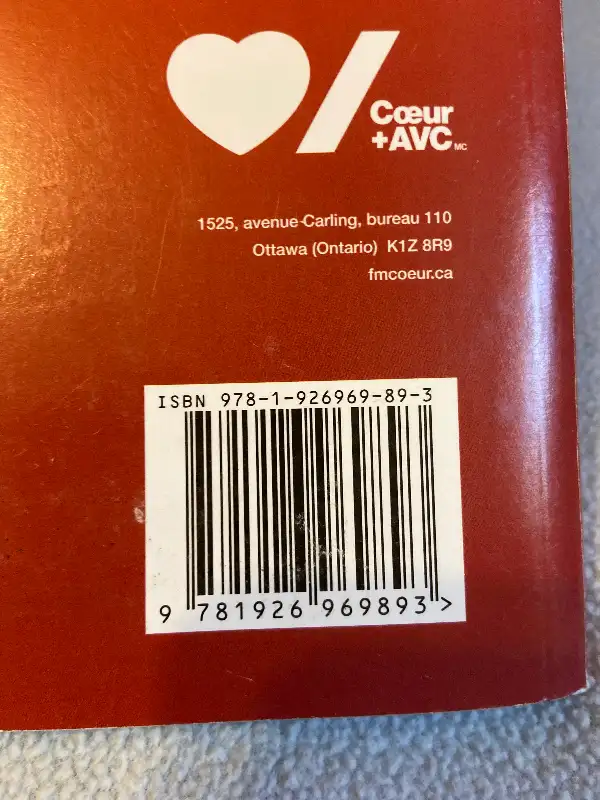 Cœur
+AVC MC
1525, avenue Carling, bureau 110
Ottawa (Ontario) K1Z 8R9
fmcoeur.ca
ISBN 978-1-926969-89-3
9 781926 969893 >